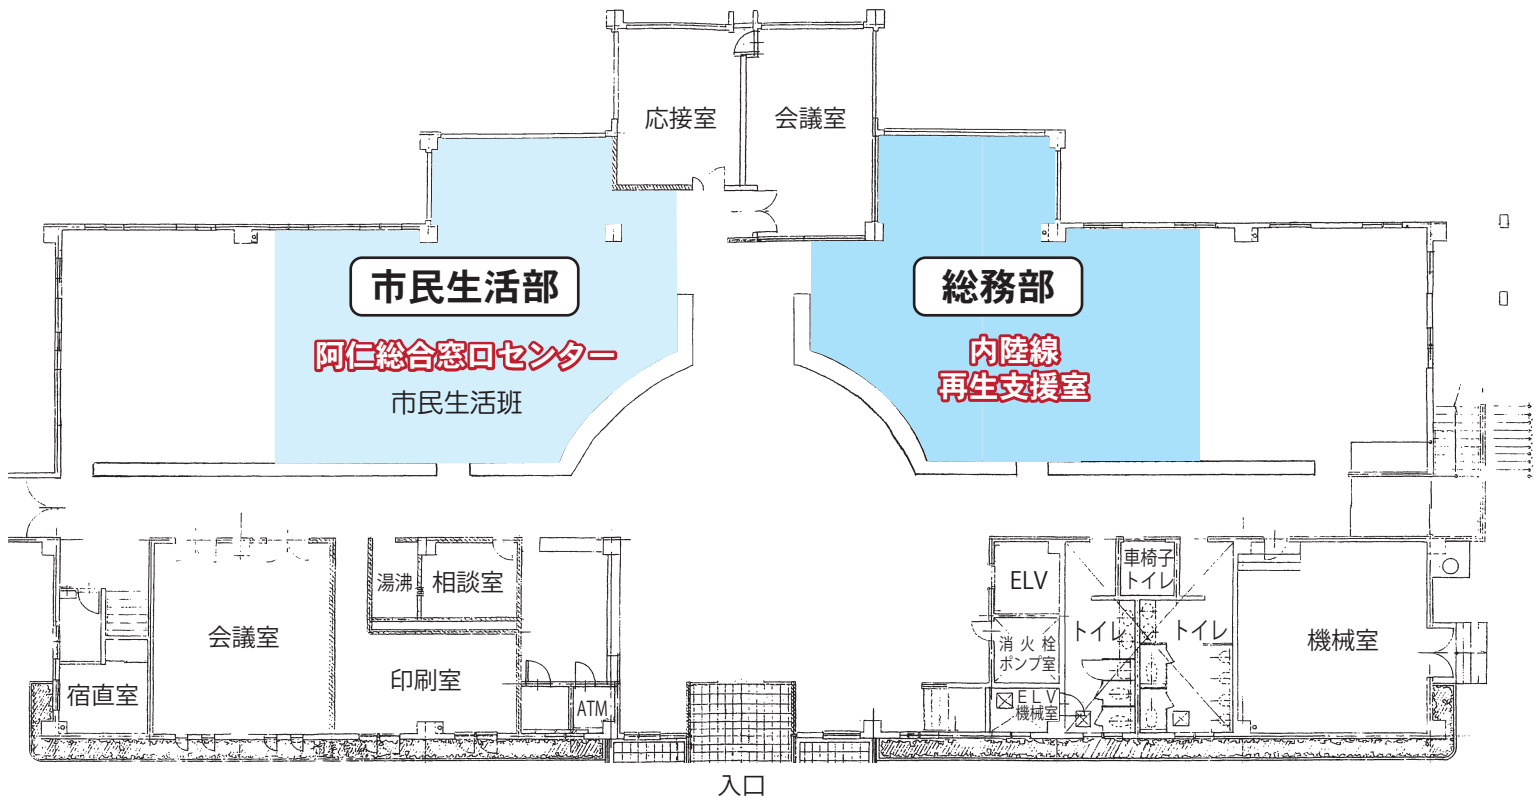 応接室
会議室
市民生活部
阿仁総合窓口センター
市民生活班
総務部
内陸線
再生支援室
湯沸
相談室
会議室
印刷室
宿直室
ATM
ELV
車椅子
トイレ
消火栓
ポンプ室
トイレ
トイレ
ELV
機械室
機械室
入口